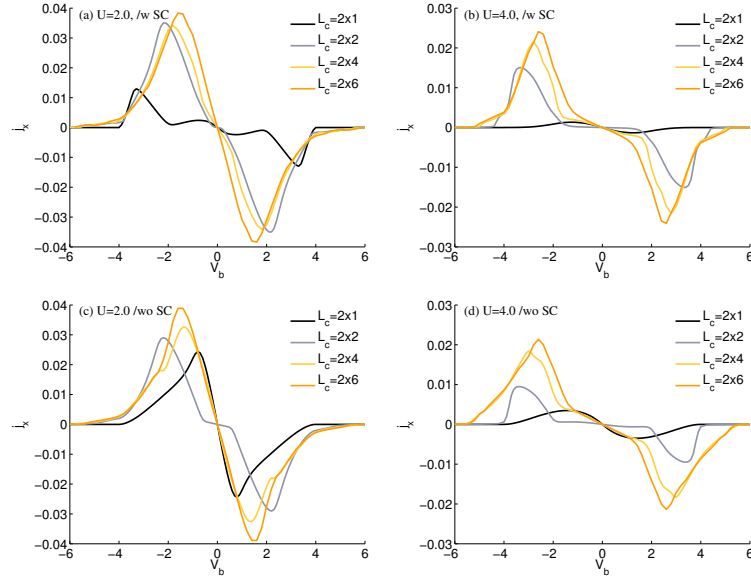 (a) U=2.0, /w SC
L_c=2x1
L_c=2x2
L_c=2x4
L_c=2x6
0.04
0.03
0.02
0.01
0
-0.01
-0.02
-0.03
-0.04
j_x
-6 -4 -2 0 2 4 6
V_b
(b) U=4.0, /w SC
L_c=2x1
L_c=2x2
L_c=2x4
L_c=2x6
0.03
0.02
0.01
0
-0.01
-0.02
-0.03
j_x
-6 -4 -2 0 2 4 6
V_b
(c) U=2.0 /wo SC
L_c=2x1
L_c=2x2
L_c=2x4
L_c=2x6
0.04
0.03
0.02
0.01
0
-0.01
-0.02
-0.03
-0.04
j_x
-6 -4 -2 0 2 4 6
V_b
(d) U=4.0 /wo SC
L_c=2x1
L_c=2x2
L_c=2x4
L_c=2x6
0.03
0.02
0.01
0
-0.01
-0.02
-0.03
j_x
-6 -4 -2 0 2 4 6
V_b